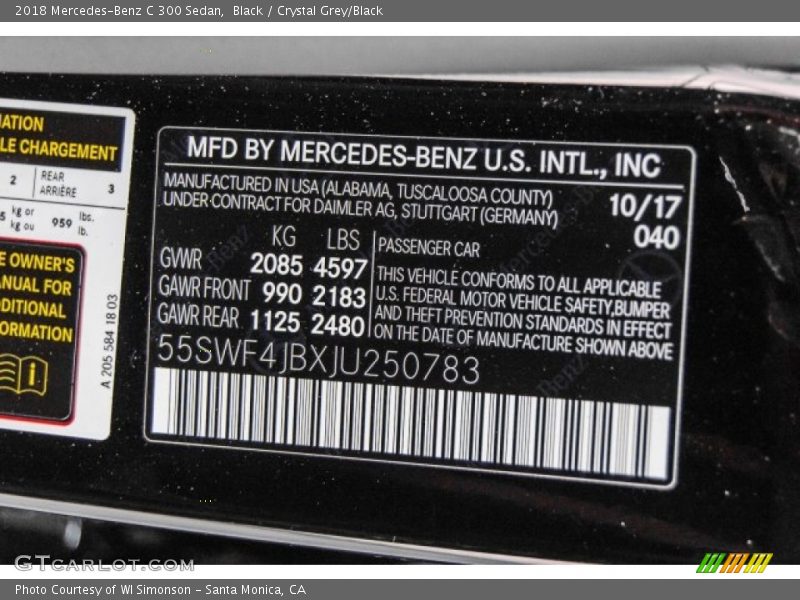 2018 Mercedes-Benz C 300 Sedan,  Black / Crystal Grey/Black
LE CHARGEMENT
2 REAR ARRIÈRE 3
kg or kg ou 959 lbs. lb.
E OWNER'S
ANUAL FOR
DDITIONAL
FORMATION
A 205 584 18 03
MFD BY MERCEDES-BENZ U.S. INTL., INC
MANUFACTURED IN USA (ALABAMA, TUSCALOOSA COUNTY)
UNDER CONTRACT FOR DAIMLER AG, STUTTGART (GERMANY)
10/17
040
KG LBS
GWR 2085 4597
GAWR FRONT 990 2183
GAWR REAR 1125 2480
PASSENGER CAR
THIS VEHICLE CONFORMS TO ALL APPLICABLE
U.S. FEDERAL MOTOR VEHICLE SAFETY,BUMPER
AND THEFT PREVENTION STANDARDS IN EFFECT
ON THE DATE OF MANUFACTURE SHOWN ABOVE
55SWF4JBXJU250783
GTCARLOT.COM
Photo Courtesy of WI Simonson - Santa Monica, CA